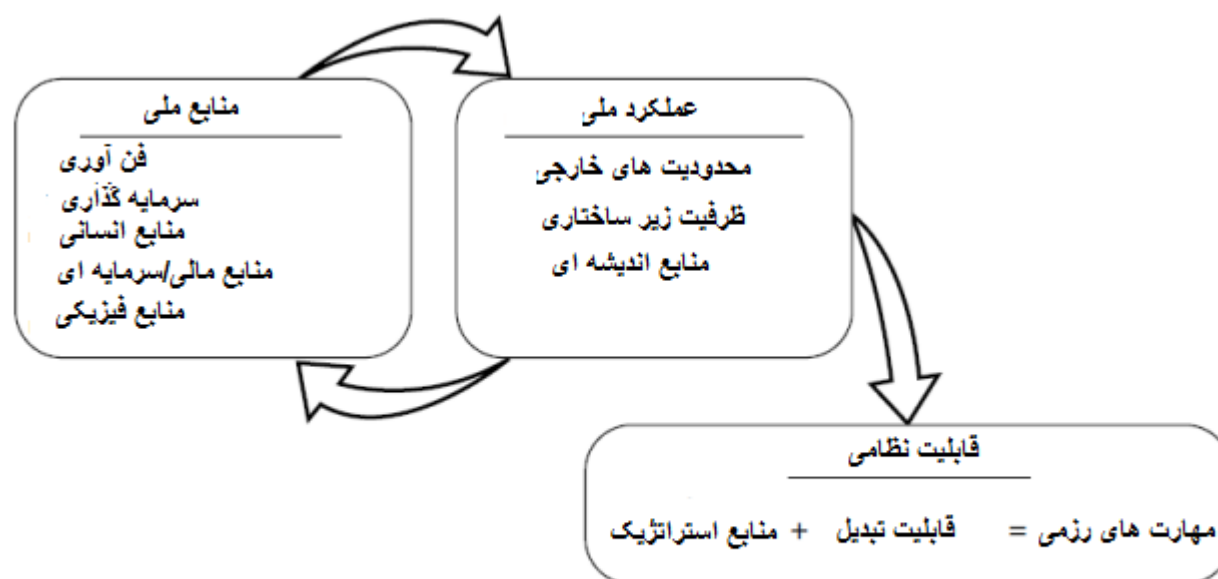 منابع ملی
فن آوری
سرمایه گذاری
منابع انسانی
منابع مالی/سرمایه ای
منابع فیزیکی
عملکرد ملی
محدودیت های خارجی
ظرفیت زیر ساختاری
منابع اندیشه ای
قابلیت نظامی
مهارت های رزمی = قابلیت تبدیل + منابع استراتژیک